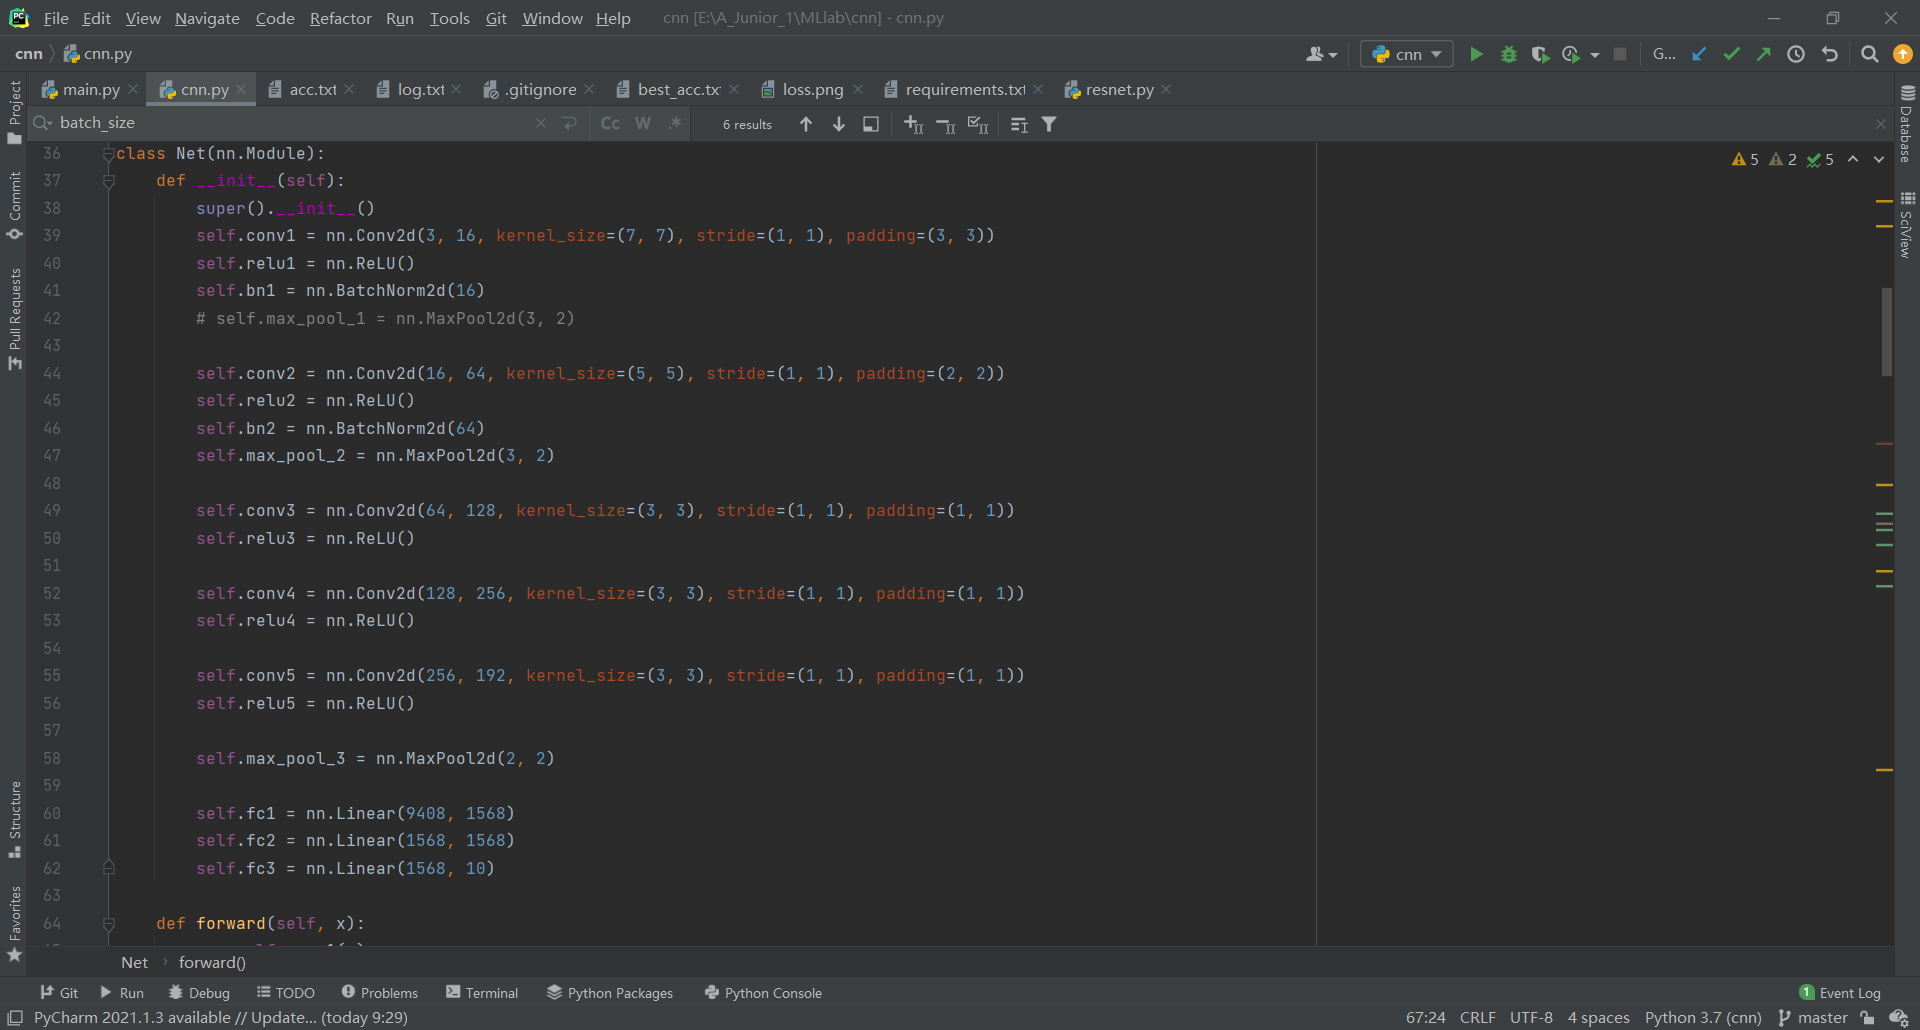 PC File Edit View Navigate Code Refactor Run Tools Git Window Help cnn [E:\A_Junior_1\MLlab\cnn] - cnn.py
cnn cnn.py cnn G...
main.py cnn.py acc.txt log.txt .gitignore best_acc.txt loss.png requirements.txt resnet.py
batch_size Cc W .* 6 results
5 2 5
36 class Net(nn.Module):
37 def __init__(self):
38 super().__init__()
39 self.conv1 = nn.Conv2d(3, 16, kernel_size=(7, 7), stride=(1, 1), padding=(3, 3))
40 self.relu1 = nn.ReLU()
41 self.bn1 = nn.BatchNorm2d(16)
42 # self.max_pool_1 = nn.MaxPool2d(3, 2)
43
44 self.conv2 = nn.Conv2d(16, 64, kernel_size=(5, 5), stride=(1, 1), padding=(2, 2))
45 self.relu2 = nn.ReLU()
46 self.bn2 = nn.BatchNorm2d(64)
47 self.max_pool_2 = nn.MaxPool2d(3, 2)
48
49 self.conv3 = nn.Conv2d(64, 128, kernel_size=(3, 3), stride=(1, 1), padding=(1, 1))
50 self.relu3 = nn.ReLU()
51
52 self.conv4 = nn.Conv2d(128, 256, kernel_size=(3, 3), stride=(1, 1), padding=(1, 1))
53 self.relu4 = nn.ReLU()
54
55 self.conv5 = nn.Conv2d(256, 192, kernel_size=(3, 3), stride=(1, 1), padding=(1, 1))
56 self.relu5 = nn.ReLU()
57
58 self.max_pool_3 = nn.MaxPool2d(2, 2)
59
60 self.fc1 = nn.Linear(9408, 1568)
61 self.fc2 = nn.Linear(1568, 1568)
62 self.fc3 = nn.Linear(1568, 10)
63
64 def forward(self, x):
Net forward()
Project
Commit
Pull Requests
Structure
Favorites
Database
SciView
Git Run Debug TODO Problems Terminal Python Packages Python Console 1 Event Log
PyCharm 2021.1.3 available // Update... (today 9:29) 67:24 CRLF UTF-8 4 spaces Python 3.7 (cnn) master